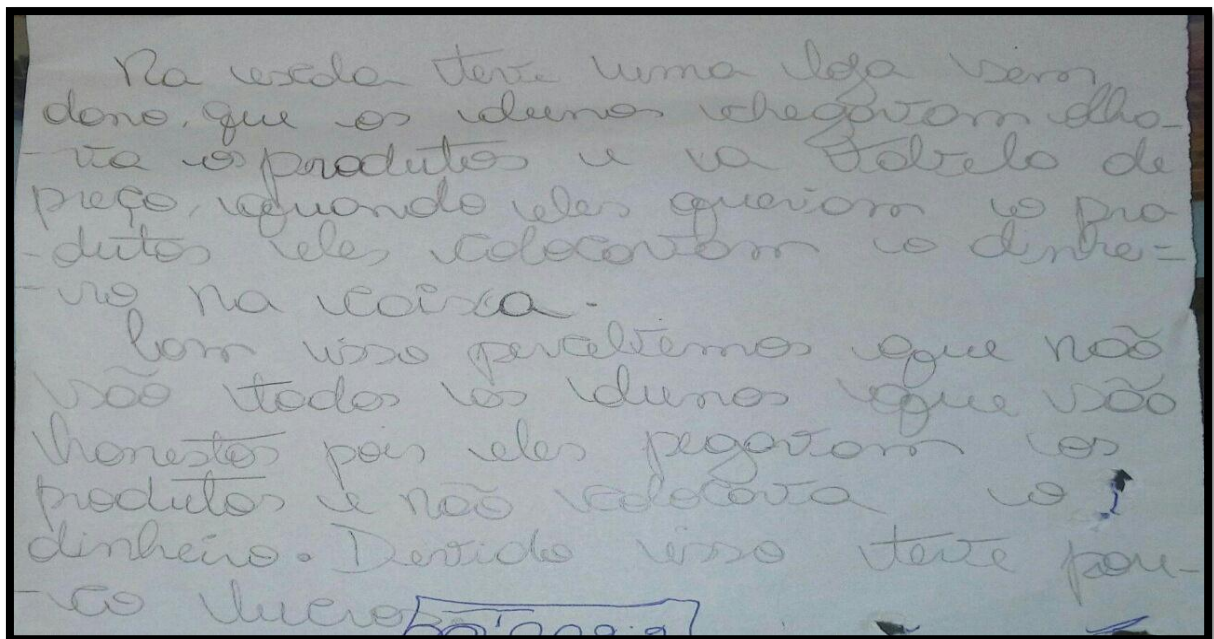 Na escola teve uma loja sem
dono, que os alunos chegavam olha-
-va os produtos e a tabela de
preço, quando eles queriam o pro
-dutos eles colocavam o dinhe-
-iro na caixa.
Com isso percebemos que não
são todos os alunos que são
honestos pois eles pegavam os
produtos e não colocava o
dinheiro. Devido isso teve pou-
-co lucro